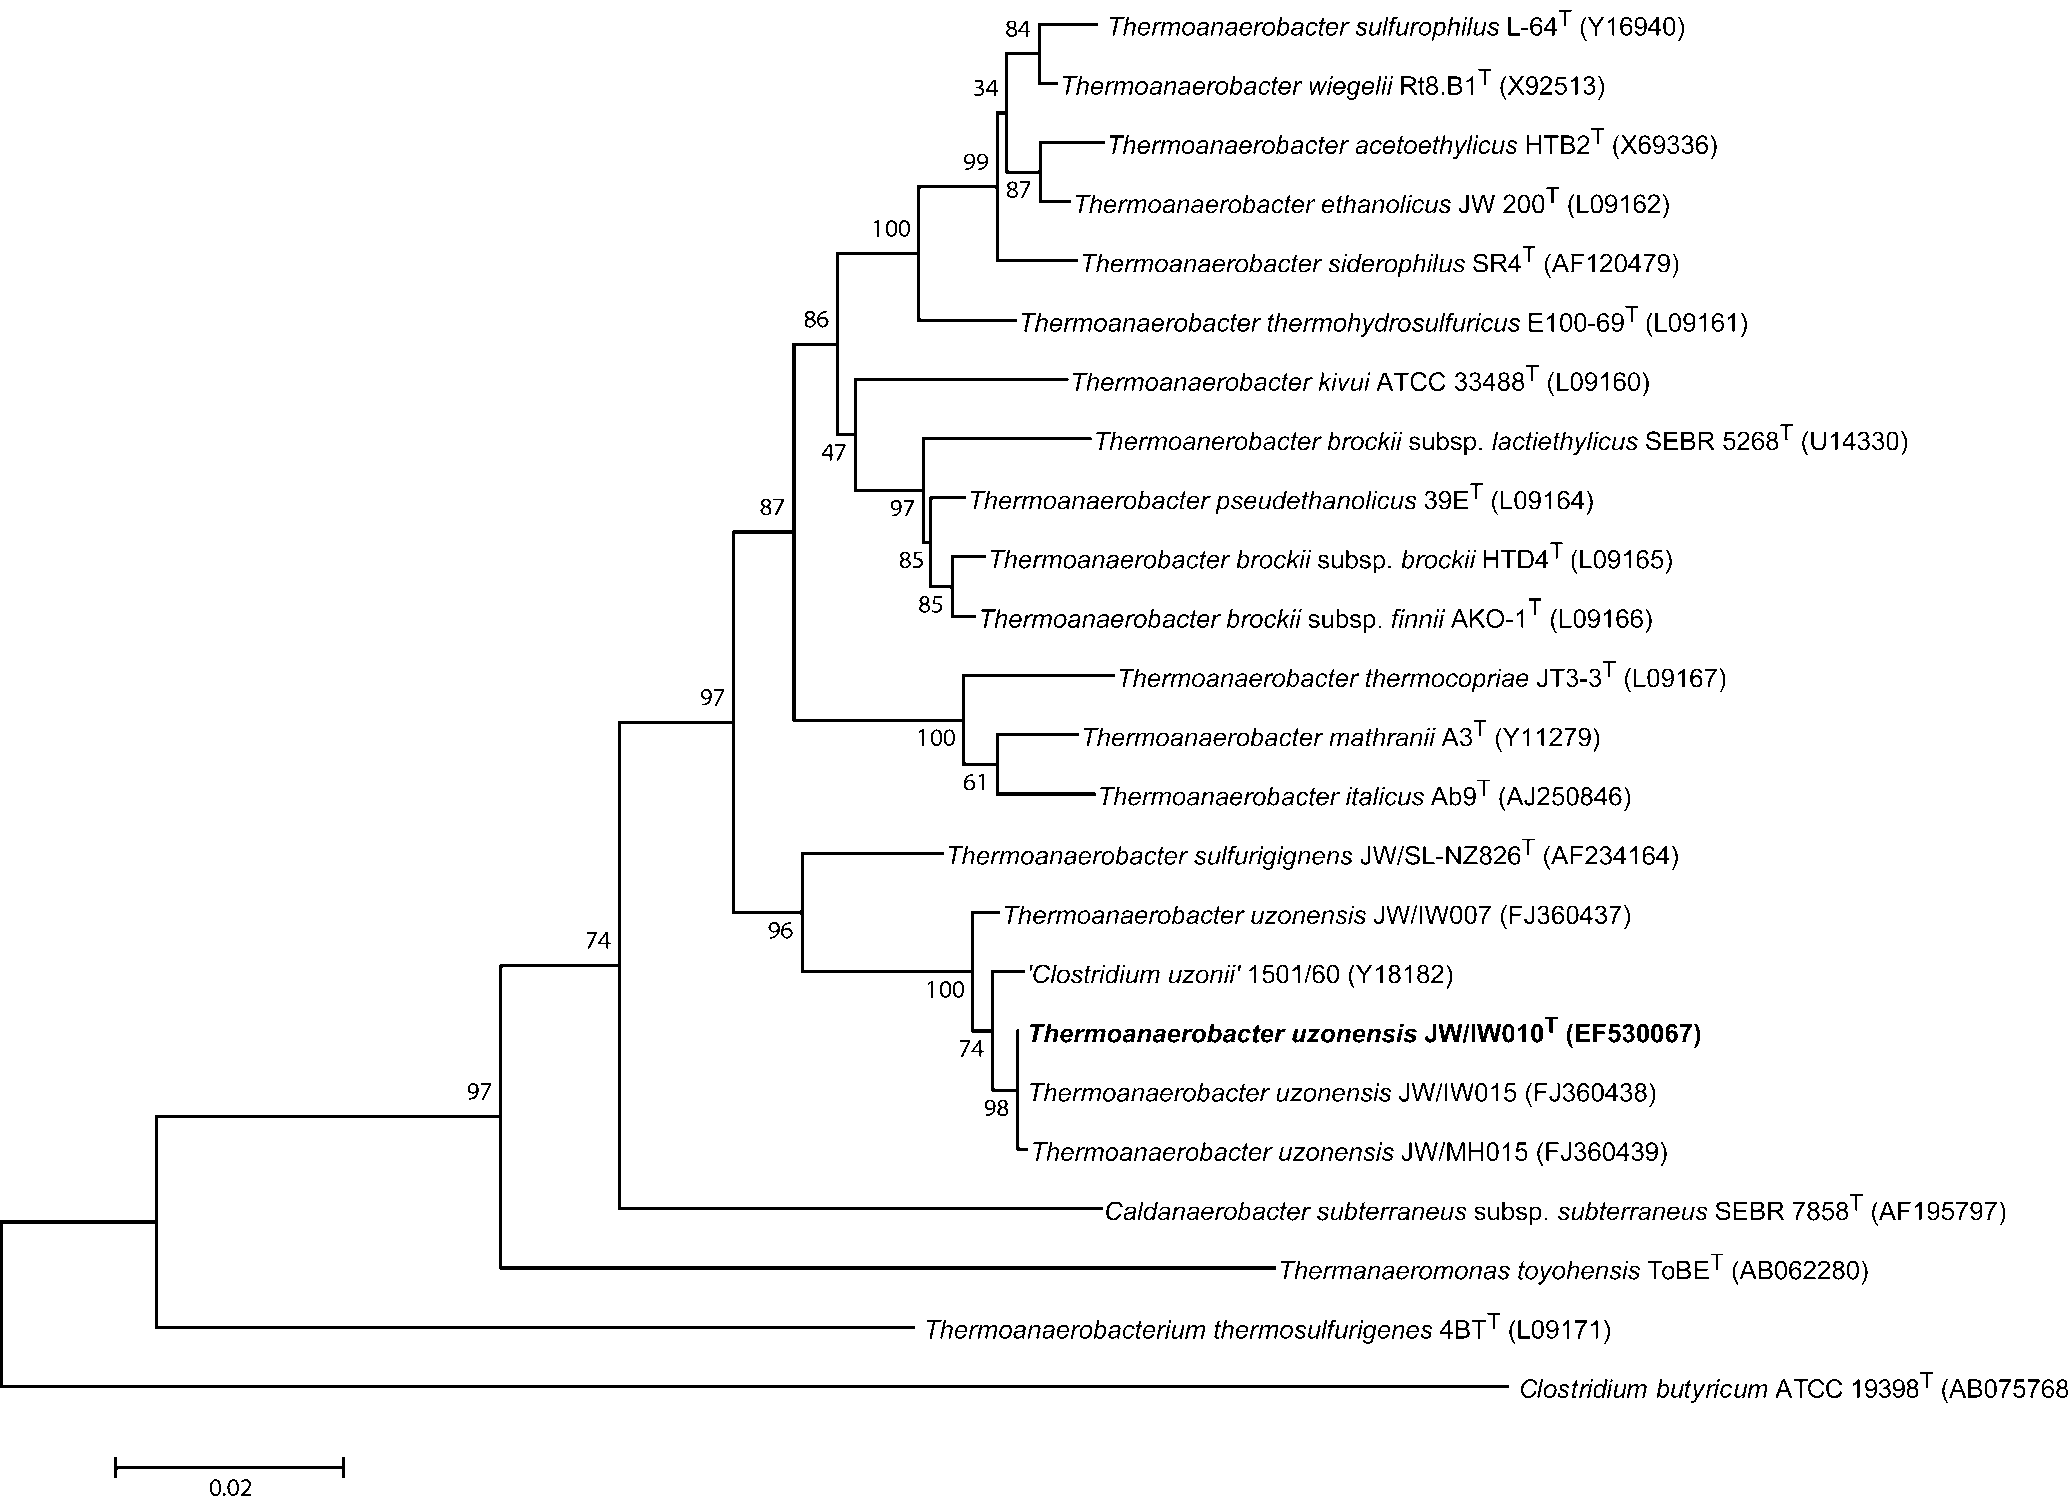 84
Thermoanaerobacter sulfurophilus L-64T (Y16940)
34
Thermoanaerobacter wiegelii Rt8.B1T (X92513)
99
Thermoanaerobacter acetoethylicus HTB2T (X69336)
87
Thermoanaerobacter ethanolicus JW 200T (L09162)
100
Thermoanaerobacter siderophilus SR4T (AF120479)
86
Thermoanaerobacter thermohydrosulfuricus E100-69T (L09161)
Thermoanaerobacter kivui ATCC 33488T (L09160)
47
Thermoanerobacter brockii subsp. lactiethylicus SEBR 5268T (U14330)
87
97
Thermoanaerobacter pseudethanolicus 39ET (L09164)
85
Thermoanaerobacter brockii subsp. brockii HTD4T (L09165)
85
Thermoanaerobacter brockii subsp. finnii AKO-1T (L09166)
97
Thermoanaerobacter thermocopriae JT3-3T (L09167)
100
Thermoanaerobacter mathranii A3T (Y11279)
61
Thermoanaerobacter italicus Ab9T (AJ250846)
Thermoanaerobacter sulfurigignens JW/SL-NZ826T (AF234164)
96
Thermoanaerobacter uzonensis JW/IW007 (FJ360437)
74
100
'Clostridium uzonii' 1501/60 (Y18182)
74
Thermoanaerobacter uzonensis JW/IW010T (EF530067)
97
98
Thermoanaerobacter uzonensis JW/IW015 (FJ360438)
Thermoanaerobacter uzonensis JW/MH015 (FJ360439)
Caldanaerobacter subterraneus subsp. subterraneus SEBR 7858T (AF195797)
Thermanaeromonas toyohensis ToBET (AB062280)
Thermoanaerobacterium thermosulfurigenes 4BTT (L09171)
Clostridium butyricum ATCC 19398T (AB075768
0.02